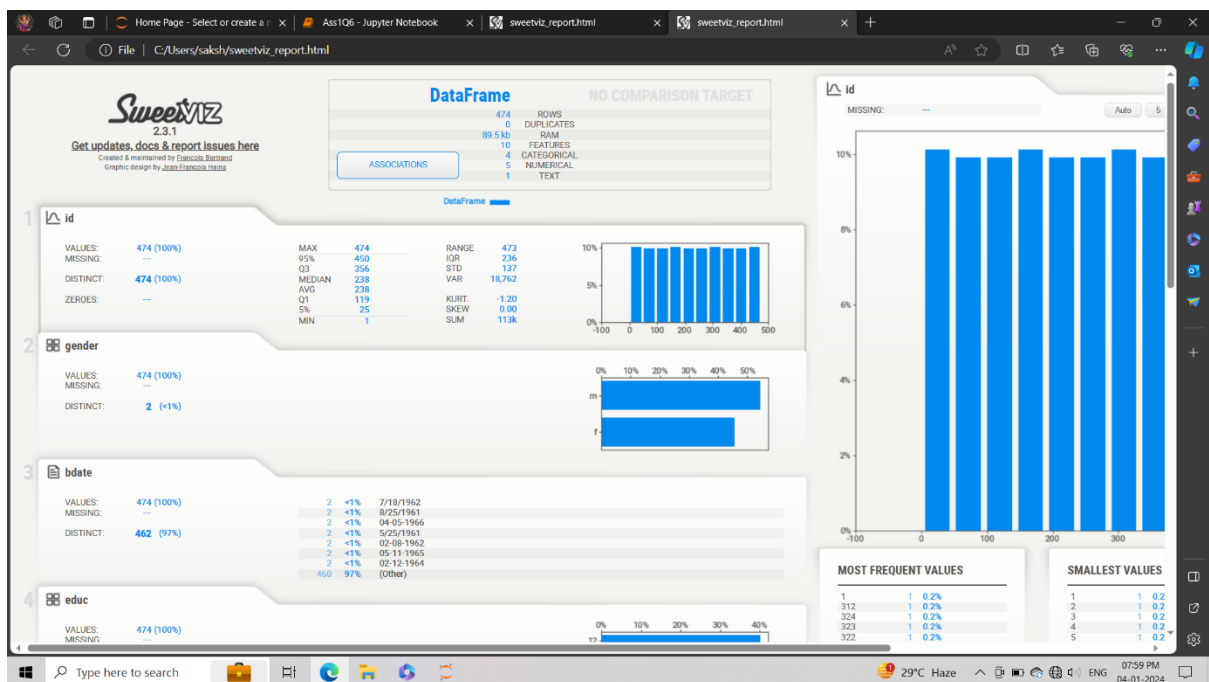 Home Page - Select or create a n
Ass1Q6 - Jupyter Notebook
sweetviz_report.html
sweetviz_report.html
File | C:/Users/saksh/sweetviz_report.html
SweetVIZ
2.3.1
Get updates, docs & report issues here
Created & maintained by Francois Bertrand
Graphic design by Jean-Francois Hains
DataFrame
NO COMPARISON TARGET
474 ROWS
0 DUPLICATES
89.5 kb RAM
10 FEATURES
4 CATEGORICAL
5 NUMERICAL
1 TEXT
ASSOCIATIONS
DataFrame
1 id
VALUES: 474 (100%)
MISSING: ---
DISTINCT: 474 (100%)
ZEROES: ---
MAX 474
95% 450
Q3 356
MEDIAN 238
AVG 238
Q1 119
5% 25
MIN 1
RANGE 473
IQR 236
STD 137
VAR 18,762
KURT. -1.20
SKEW 0.00
SUM 113k
10%
5%
0%
-100 0 100 200 300 400 500
2 gender
VALUES: 474 (100%)
MISSING: ---
DISTINCT: 2 (<1%)
0% 10% 20% 30% 40% 50%
m
f
3 bdate
VALUES: 474 (100%)
MISSING: ---
DISTINCT: 462 (97%)
2 <1% 7/18/1962
2 <1% 8/25/1961
2 <1% 04-05-1966
2 <1% 5/25/1961
2 <1% 02-08-1962
2 <1% 05-11-1965
2 <1% 02-12-1964
460 97% (Other)
4 educ
VALUES: 474 (100%)
MISSING: ---
0% 10% 20% 30% 40%
12
id
MISSING: ---
Auto 5
10%
8%
6%
4%
2%
0%
-100 0 100 200 300
MOST FREQUENT VALUES
1 1 0.2%
312 1 0.2%
324 1 0.2%
323 1 0.2%
322 1 0.2%
SMALLEST VALUES
1 1 0.2
2 1 0.2
3 1 0.2
4 1 0.2
5 1 0.2
Type here to search
29°C Haze
ENG
07:59 PM
04-01-2024